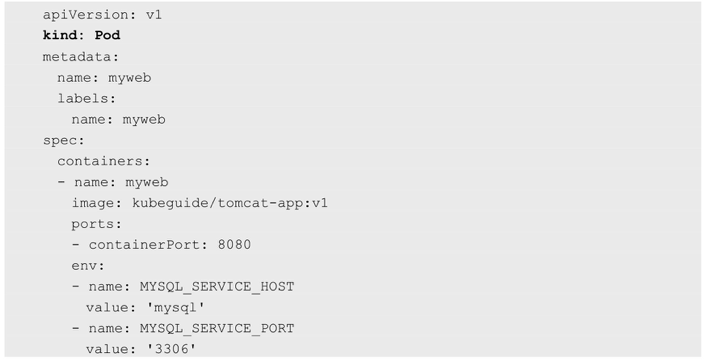 apiVersion: v1
kind: Pod
metadata:
  name: myweb
  labels:
    name: myweb
spec:
  containers:
  - name: myweb
    image: kubeguide/tomcat-app:v1
    ports:
    - containerPort: 8080
    env:
    - name: MYSQL_SERVICE_HOST
      value: 'mysql'
    - name: MYSQL_SERVICE_PORT
      value: '3306'